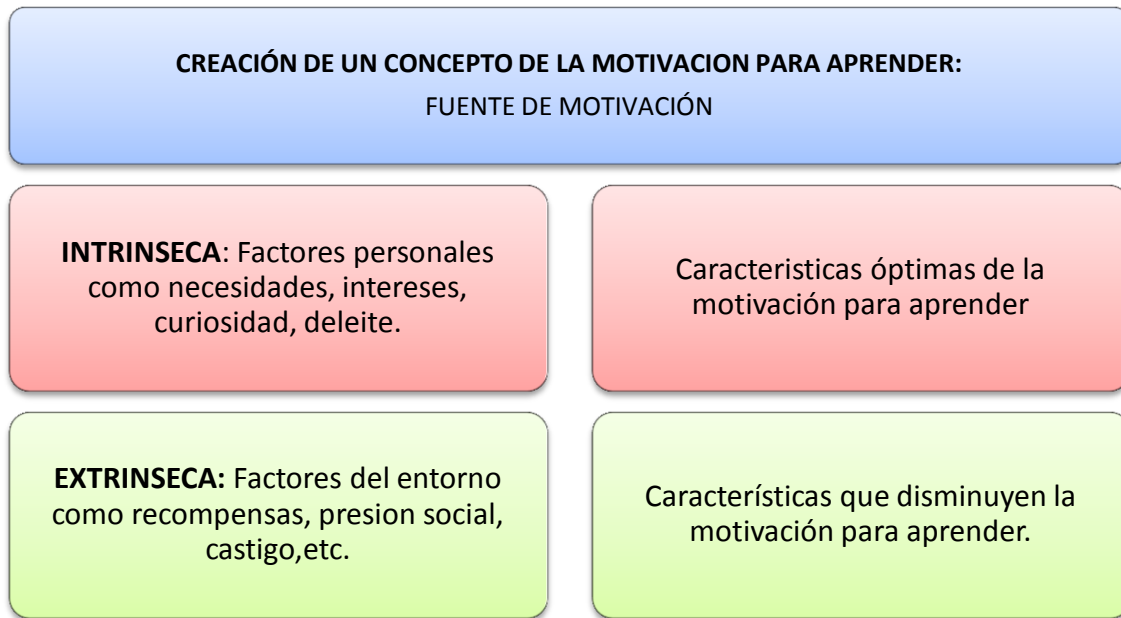 CREACIÓN DE UN CONCEPTO DE LA MOTIVACION PARA APRENDER:
FUENTE DE MOTIVACIÓN
INTRINSECA: Factores personales
como necesidades, intereses,
curiosidad, deleite.
Caracteristicas óptimas de la
motivación para aprender
EXTRINSECA: Factores del entorno
como recompensas, presion social,
castigo,etc.
Características que disminuyen la
motivación para aprender.